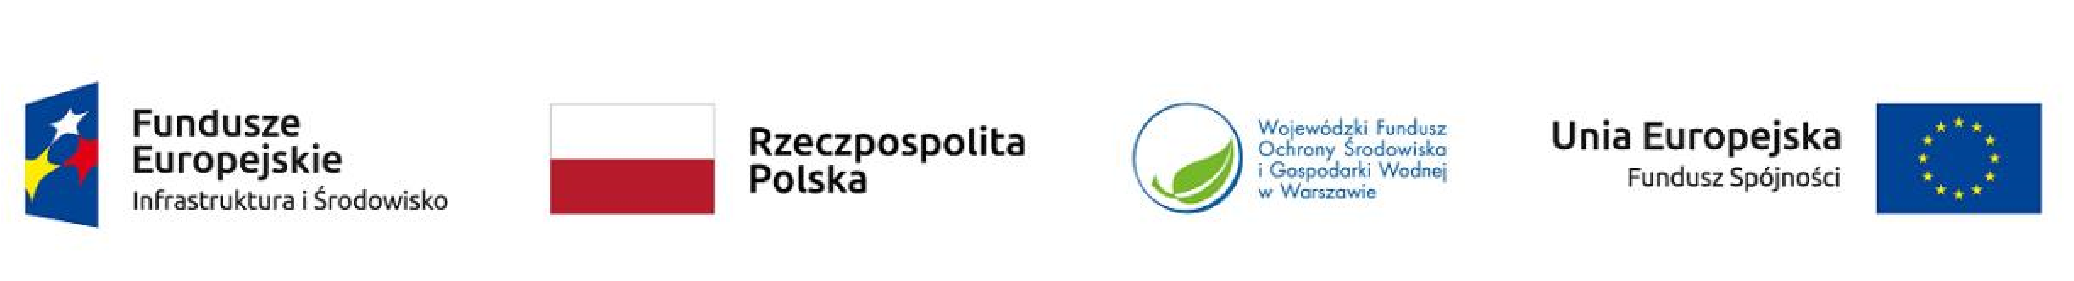 Fundusze
Europejskie
Infrastruktura i Środowisko
Rzeczpospolita
Polska
Wojewódzki Fundusz
Ochrony Środowiska
i Gospodarki Wodnej
w Warszawie
Unia Europejska
Fundusz Spójności